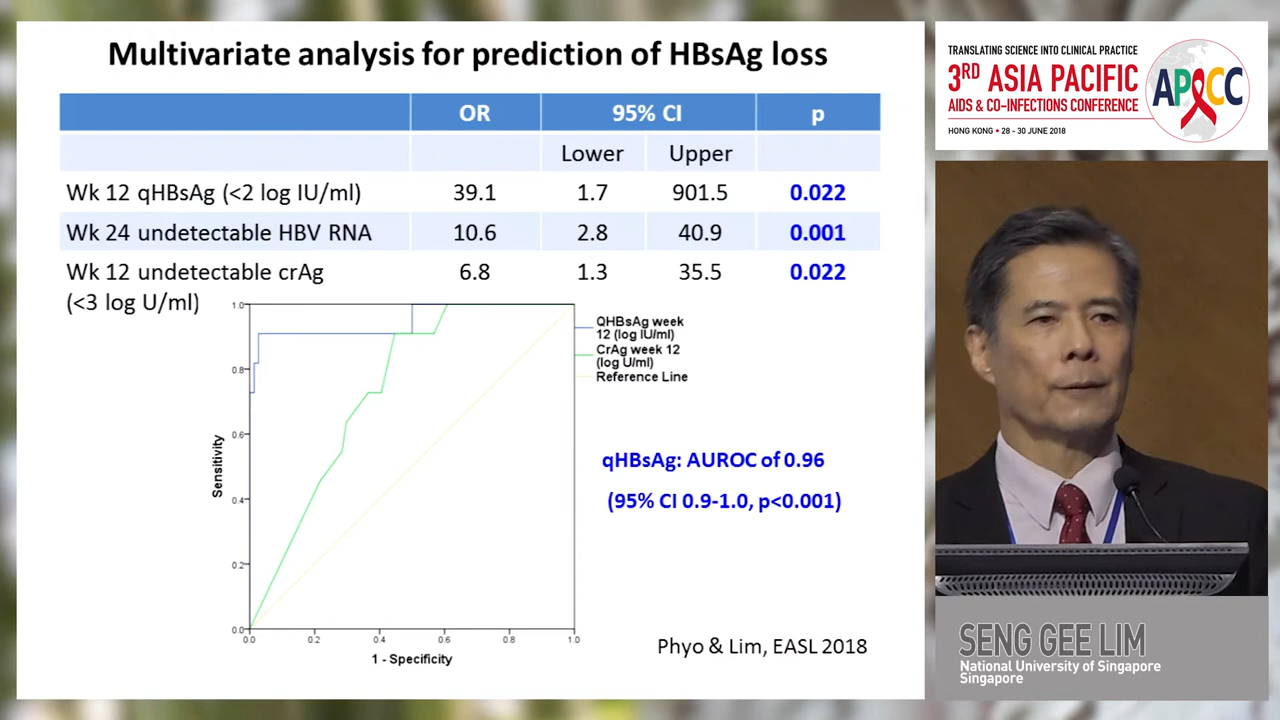 Multivariate analysis for prediction of HBsAg loss
OR 95% CI p
Lower Upper
Wk 12 qHBsAg (<2 log IU/ml) 39.1 1.7 901.5 0.022
Wk 24 undetectable HBV RNA 10.6 2.8 40.9 0.001
Wk 12 undetectable crAg 6.8 1.3 35.5 0.022
(<3 log U/ml)
1.0
0.8
0.6
0.4
0.2
0.0
Sensitivity
0.0 0.2 0.4 0.6 0.8 1.0
1 - Specificity
QHBsAg week
12 (log IU/ml)
CrAg week 12
(log U/ml)
Reference Line
qHBsAg: AUROC of 0.96
(95% CI 0.9-1.0, p<0.001)
Phyo & Lim, EASL 2018
TRANSLATING SCIENCE INTO CLINICAL PRACTICE
3RD ASIA PACIFIC
AIDS & CO-INFECTIONS CONFERENCE
HONG KONG • 28 - 30 JUNE 2018
APACC
SENG GEE LIM
National University of Singapore
Singapore